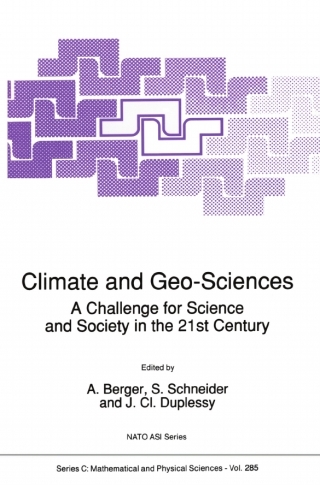 Climate and Geo-Sciences
A Challenge for Science
and Society in the 21st Century
Edited by
A. Berger, S. Schneider
and J. Cl. Duplessy
NATO ASI Series
Series C: Mathematical and Physical Sciences - Vol. 285